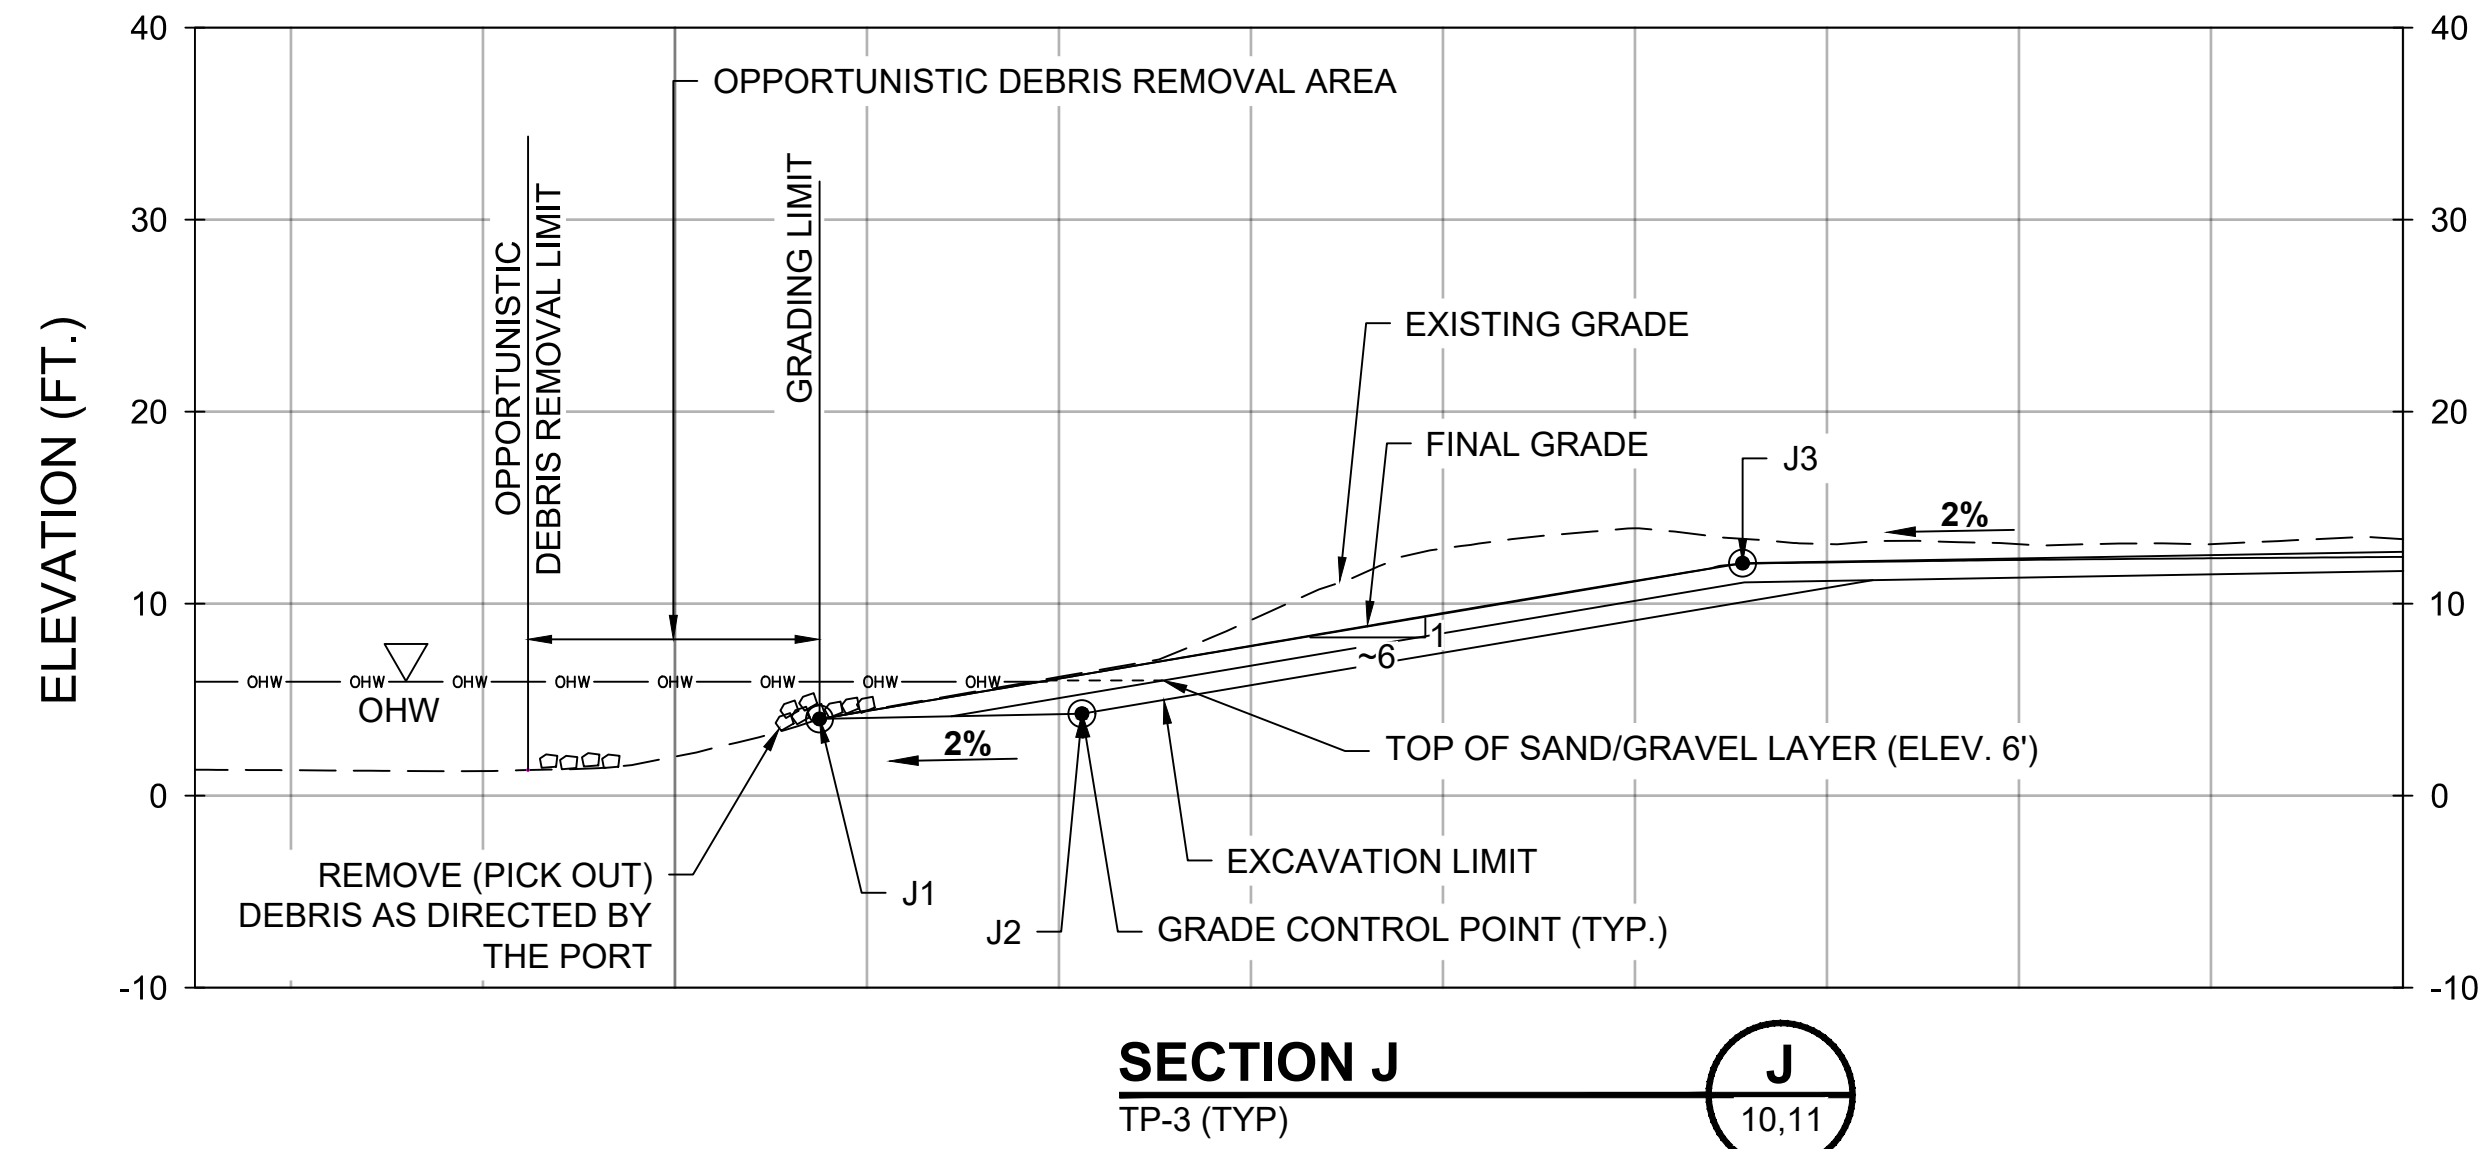 40
40
OPPORTUNISTIC DEBRIS REMOVAL AREA
30
30
OPPORTUNISTIC
DEBRIS REMOVAL LIMIT
GRADING LIMIT
EXISTING GRADE
20
20
FINAL GRADE
J3
2%
ELEVATION (FT.)
10
10
1
~6
OHW OHW OHW OHW OHW OHW OHW OHW
OHW
2%
TOP OF SAND/GRAVEL LAYER (ELEV. 6')
0
0
REMOVE (PICK OUT)
DEBRIS AS DIRECTED BY
THE PORT
J1
EXCAVATION LIMIT
J2
GRADE CONTROL POINT (TYP.)
-10
-10
SECTION J
TP-3 (TYP)
J
10,11